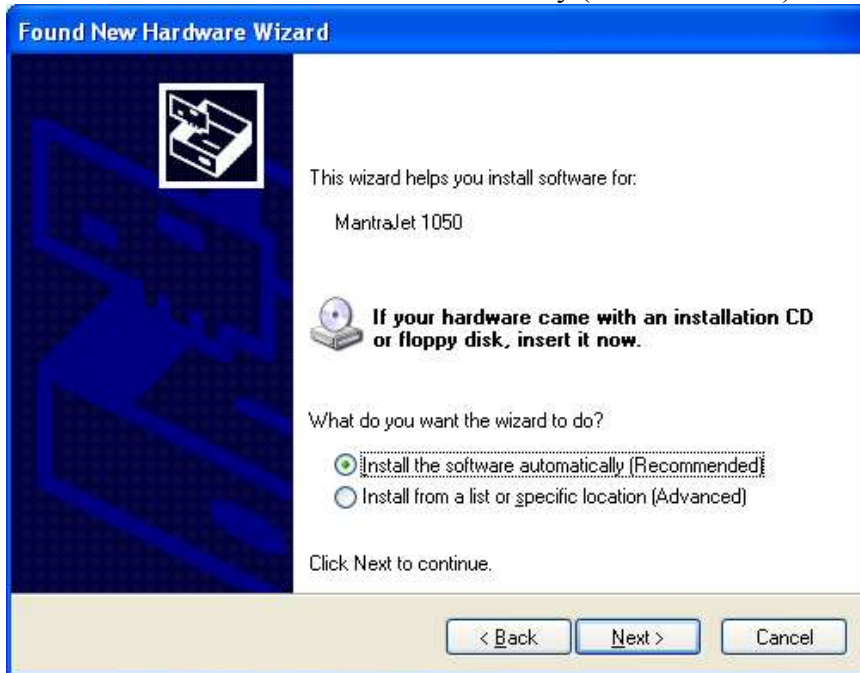 Found New Hardware Wizard
This wizard helps you install software for:
MantraJet 1050
If your hardware came with an installation CD
or floppy disk, insert it now.
What do you want the wizard to do?
Install the software automatically (Recommended)
Install from a list or specific location (Advanced)
Click Next to continue.
< Back Next > Cancel